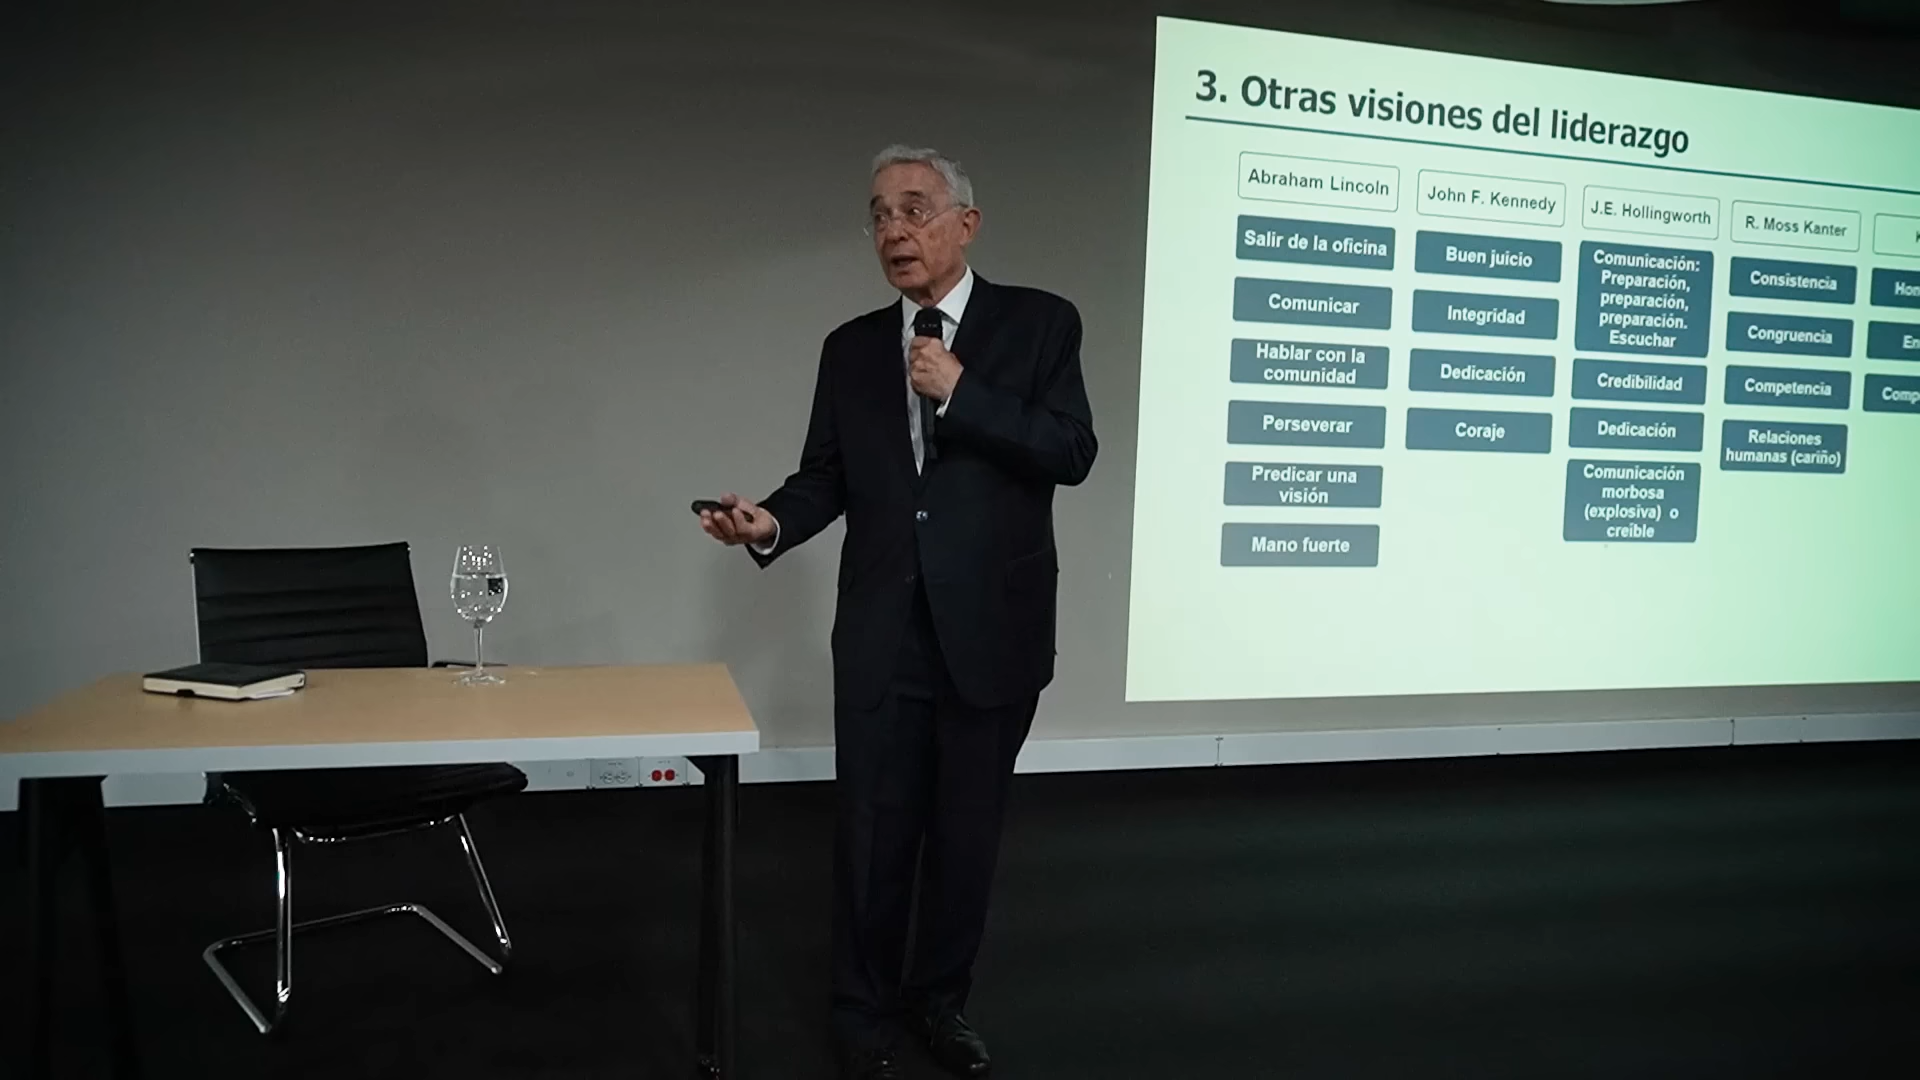 3. Otras visiones del liderazgo
Abraham Lincoln
Salir de la oficina
Comunicar
Hablar con la
comunidad
Perseverar
Predicar una
visión
Mano fuerte
John F. Kennedy
Buen juicio
Integridad
Dedicación
Coraje
J.E. Hollingworth
Comunicación:
Preparación,
preparación,
preparación.
Escuchar
Credibilidad
Dedicación
Comunicación
morbosa
(explosiva) o
creíble
R. Moss Kanter
Consistencia
Congruencia
Competencia
Relaciones
humanas (cariño)